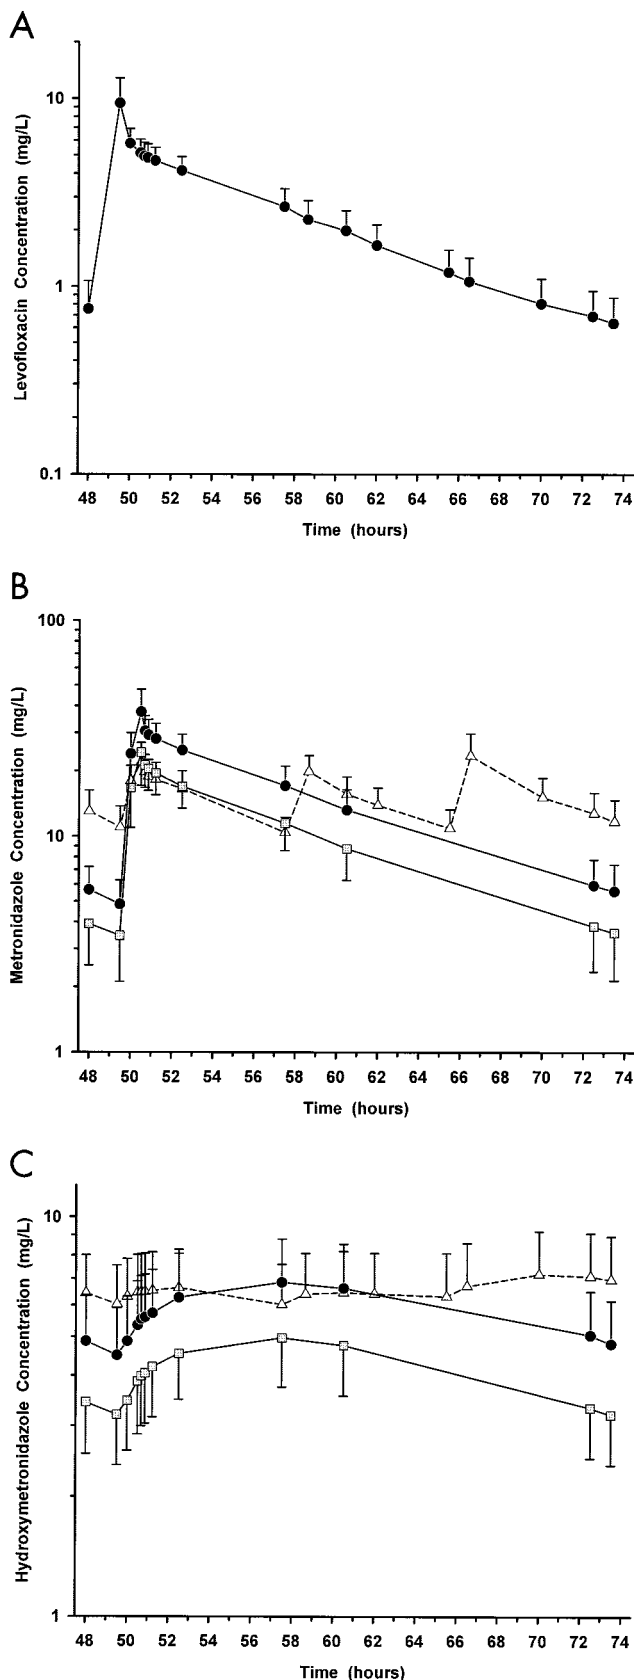 A
Levofloxacin Concentration (mg/L)
10
1
0.1
48 50 52 54 56 58 60 62 64 66 68 70 72 74
Time (hours)
B
Metronidazole Concentration (mg/L)
100
10
1
48 50 52 54 56 58 60 62 64 66 68 70 72 74
Time (hours)
C
Hydroxymetronidazole Concentration (mg/L)
10
1
48 50 52 54 56 58 60 62 64 66 68 70 72 74
Time (hours)